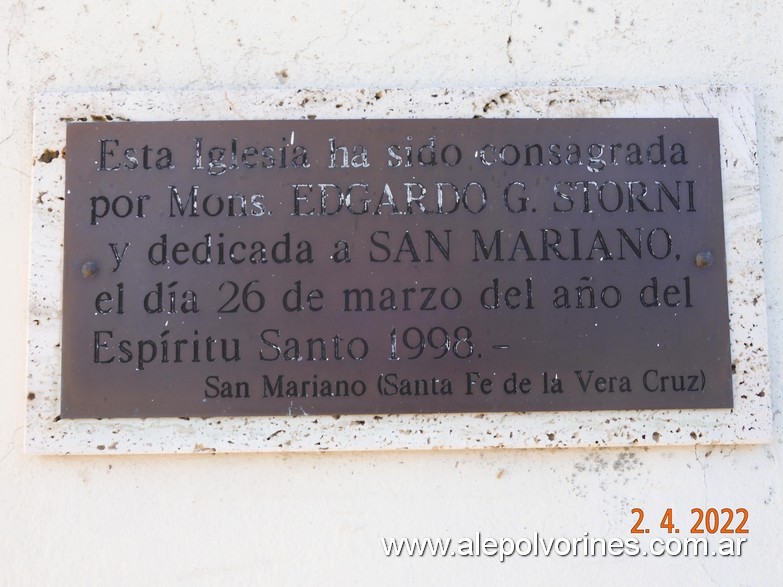 Esta Iglesia ha sido consagrada
por Mons. EDGARDO G. STORNI
y dedicada a SAN MARIANO,
el día 26 de marzo del año del
Espíritu Santo 1998.-
San Mariano (Santa Fe de la Vera Cruz)
2. 4. 2022
www.alepolvorines.com.ar